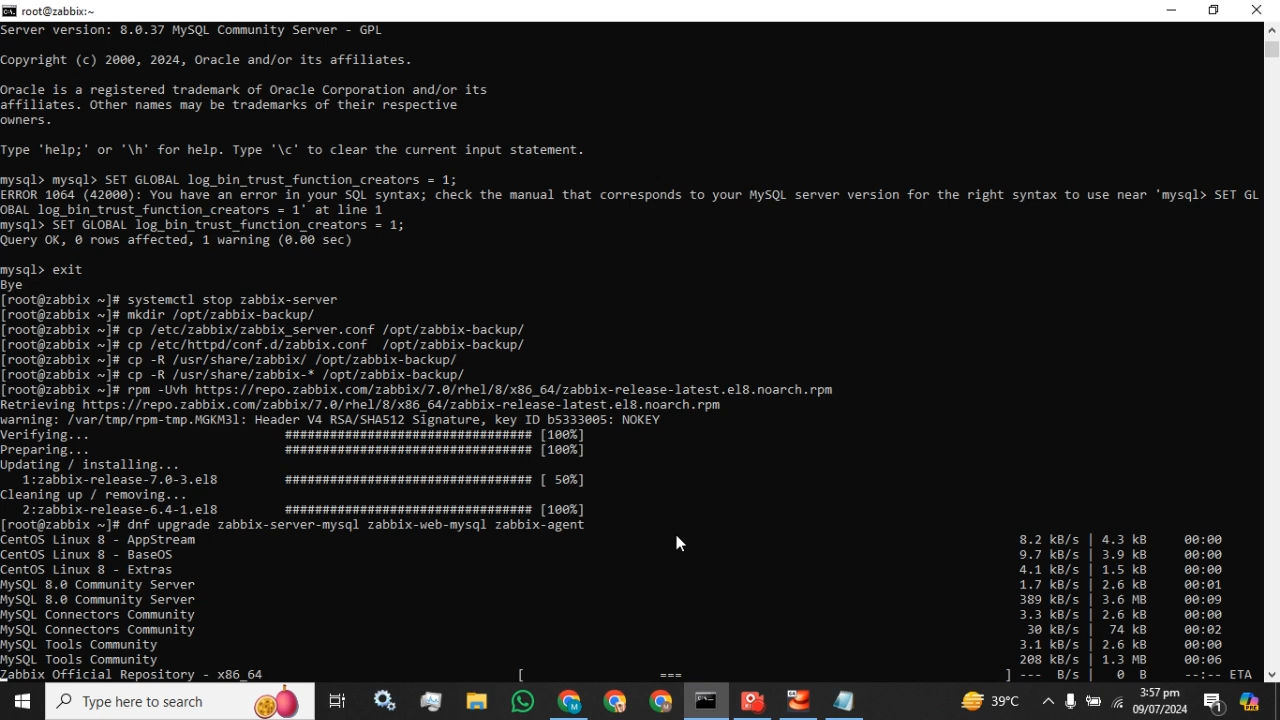 root@zabbix:~
Server version: 8.0.37 MySQL Community Server - GPL
Copyright (c) 2000, 2024, Oracle and/or its affiliates.
Oracle is a registered trademark of Oracle Corporation and/or its
affiliates. Other names may be trademarks of their respective
owners.
Type 'help;' or '\h' for help. Type '\c' to clear the current input statement.
mysql> mysql> SET GLOBAL log_bin_trust_function_creators = 1;
ERROR 1064 (42000): You have an error in your SQL syntax; check the manual that corresponds to your MySQL server version for the right syntax to use near 'mysql> SET GL
OBAL log_bin_trust_function_creators = 1' at line 1
mysql> SET GLOBAL log_bin_trust_function_creators = 1;
Query OK, 0 rows affected, 1 warning (0.00 sec)
mysql> exit
Bye
[root@zabbix ~]# systemctl stop zabbix-server
[root@zabbix ~]# mkdir /opt/zabbix-backup/
[root@zabbix ~]# cp /etc/zabbix/zabbix_server.conf /opt/zabbix-backup/
[root@zabbix ~]# cp /etc/httpd/conf.d/zabbix.conf  /opt/zabbix-backup/
[root@zabbix ~]# cp -R /usr/share/zabbix/ /opt/zabbix-backup/
[root@zabbix ~]# cp -R /usr/share/zabbix-* /opt/zabbix-backup/
[root@zabbix ~]# rpm -Uvh https://repo.zabbix.com/zabbix/7.0/rhel/8/x86_64/zabbix-release-latest.el8.noarch.rpm
Retrieving https://repo.zabbix.com/zabbix/7.0/rhel/8/x86_64/zabbix-release-latest.el8.noarch.rpm
warning: /var/tmp/rpm-tmp.MGKM3l: Header V4 RSA/SHA512 Signature, key ID b5333005: NOKEY
Verifying... ################################# [100%]
Preparing... ################################# [100%]
Updating / installing...
1:zabbix-release-7.0-3.el8 ################################# [ 50%]
Cleaning up / removing...
2:zabbix-release-6.4-1.el8 ################################# [100%]
[root@zabbix ~]# dnf upgrade zabbix-server-mysql zabbix-web-mysql zabbix-agent
CentOS Linux 8 - AppStream 8.2 kB/s | 4.3 kB 00:00
CentOS Linux 8 - BaseOS 9.7 kB/s | 3.9 kB 00:00
CentOS Linux 8 - Extras 4.1 kB/s | 1.5 kB 00:00
MySQL 8.0 Community Server 1.7 kB/s | 2.6 kB 00:01
MySQL 8.0 Community Server 389 kB/s | 3.6 MB 00:09
MySQL Connectors Community 3.3 kB/s | 2.6 kB 00:00
MySQL Connectors Community 30 kB/s | 74 kB 00:02
MySQL Tools Community 3.1 kB/s | 2.6 kB 00:00
MySQL Tools Community 208 kB/s | 1.3 MB 00:06
Zabbix Official Repository - x86_64 [ === ] --- B/s | 0 B --:-- ETA
Type here to search
39°C
3:57 pm
09/07/2024
1
PRE